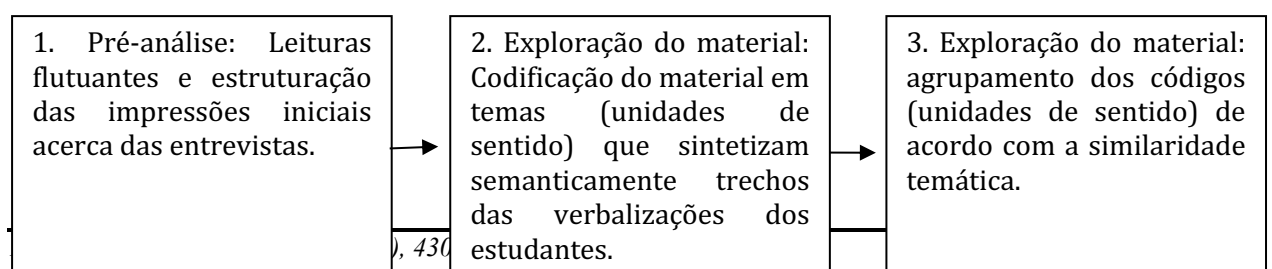 1. Pré-análise: Leituras
flutuantes e estruturação
das impressões iniciais
acerca das entrevistas.
2. Exploração do material:
Codificação do material em
temas (unidades de
sentido) que sintetizam
semanticamente trechos
das verbalizações dos
estudantes.
3. Exploração do material:
agrupamento dos códigos
(unidades de sentido) de
acordo com a similaridade
temática.
), 430